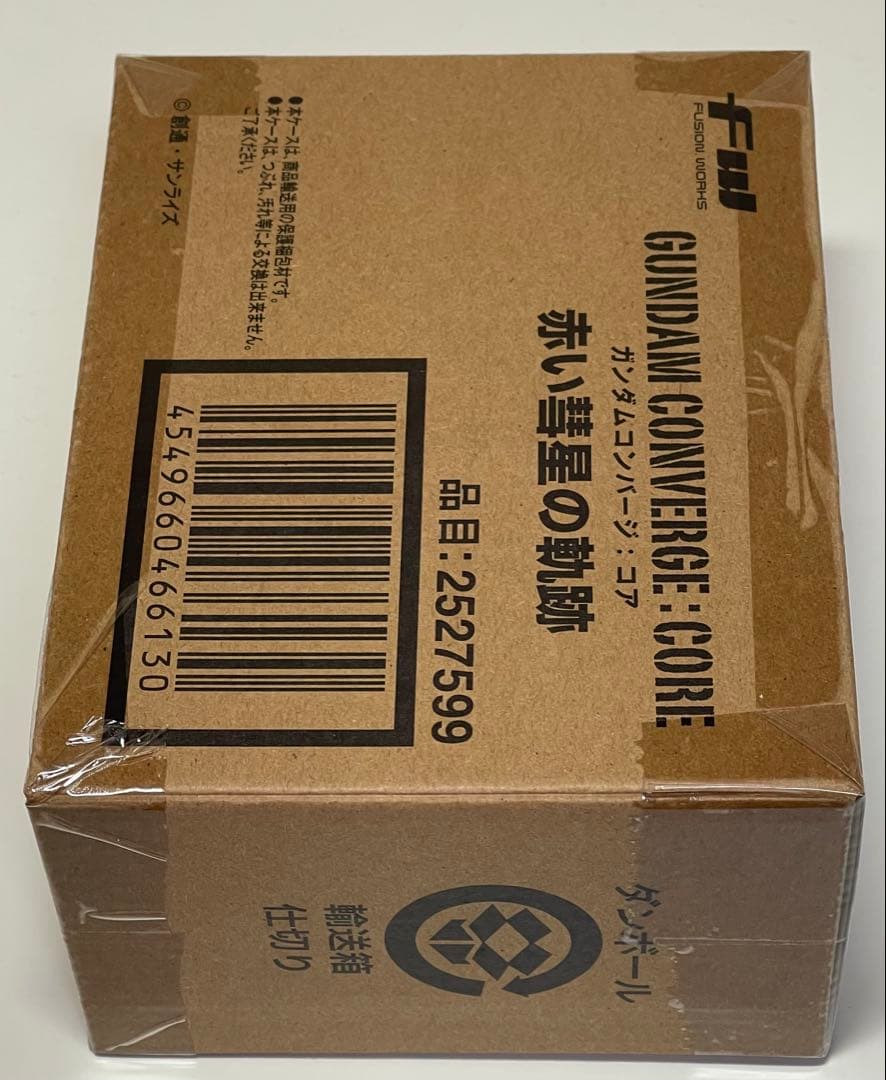 FW
FUSION WORKS
GUNDAM CONVERGE : CORE
ガンダムコンバージ：コア
赤い彗星の軌跡
品目：2527599
4549660466130
●本ケースは、商品輸送用の保護梱包材です。
●本ケースは、つぶれ、汚れ等による交換は出来ません。
ご了承ください。
© 創通・サンライズ
ダンボール
輸送箱
仕切り